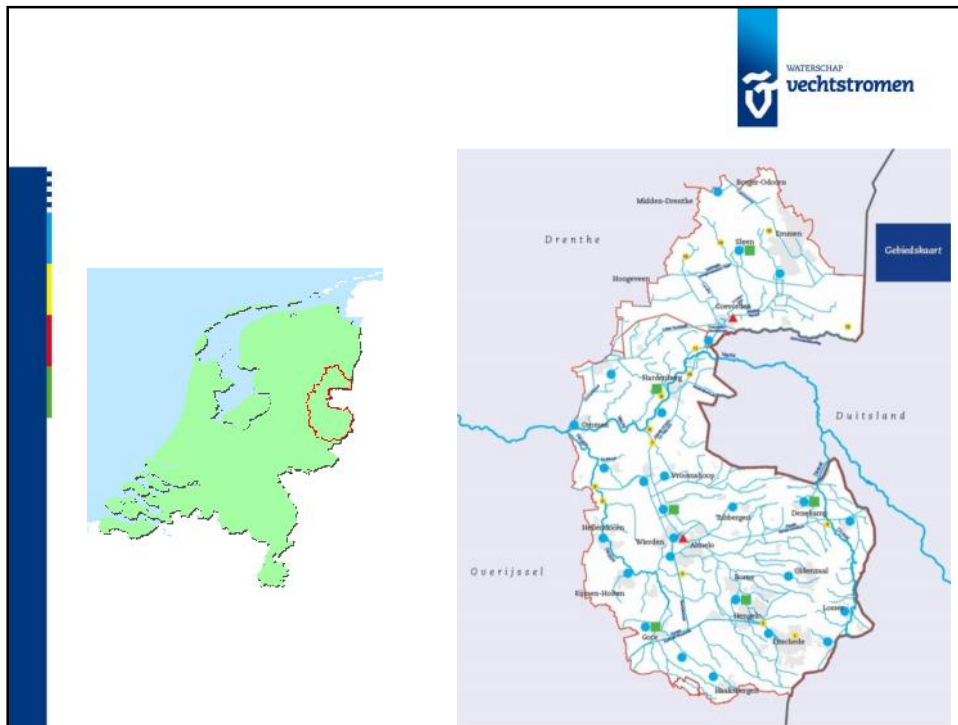 WATERSCHAP
vechtstromen
Borger-Odoorn
Midden-Drenthe
Drenthe
Emmen
Sleen
Gebiedskaart
Hoogeveen
Coevorden
Hardenberg
Duitsland
Ommen
Vroomshoop
Tubbergen
Denekamp
Hellendoorn
Wierden
Almelo
Overijssel
Oldenzaal
Borne
Rijssen-Holten
Hengelo
Losser
Goor
Enschede
Haaksbergen